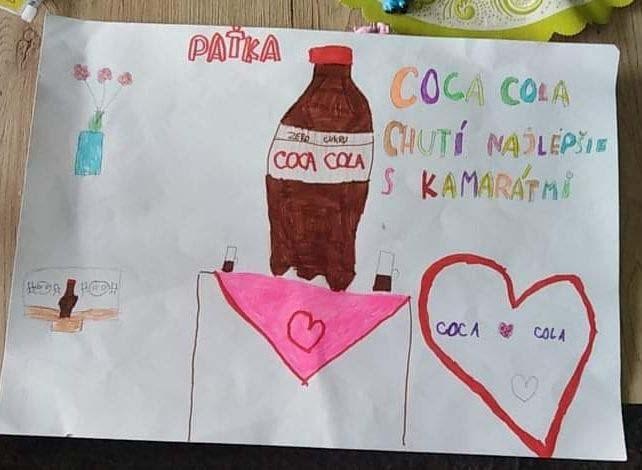 PAŤKA
COCA COLA
CHUTÍ NAJLEPŠIE
S KAMARÁTMI
ZERO CUKRU
COCA COLA
COCA COLA